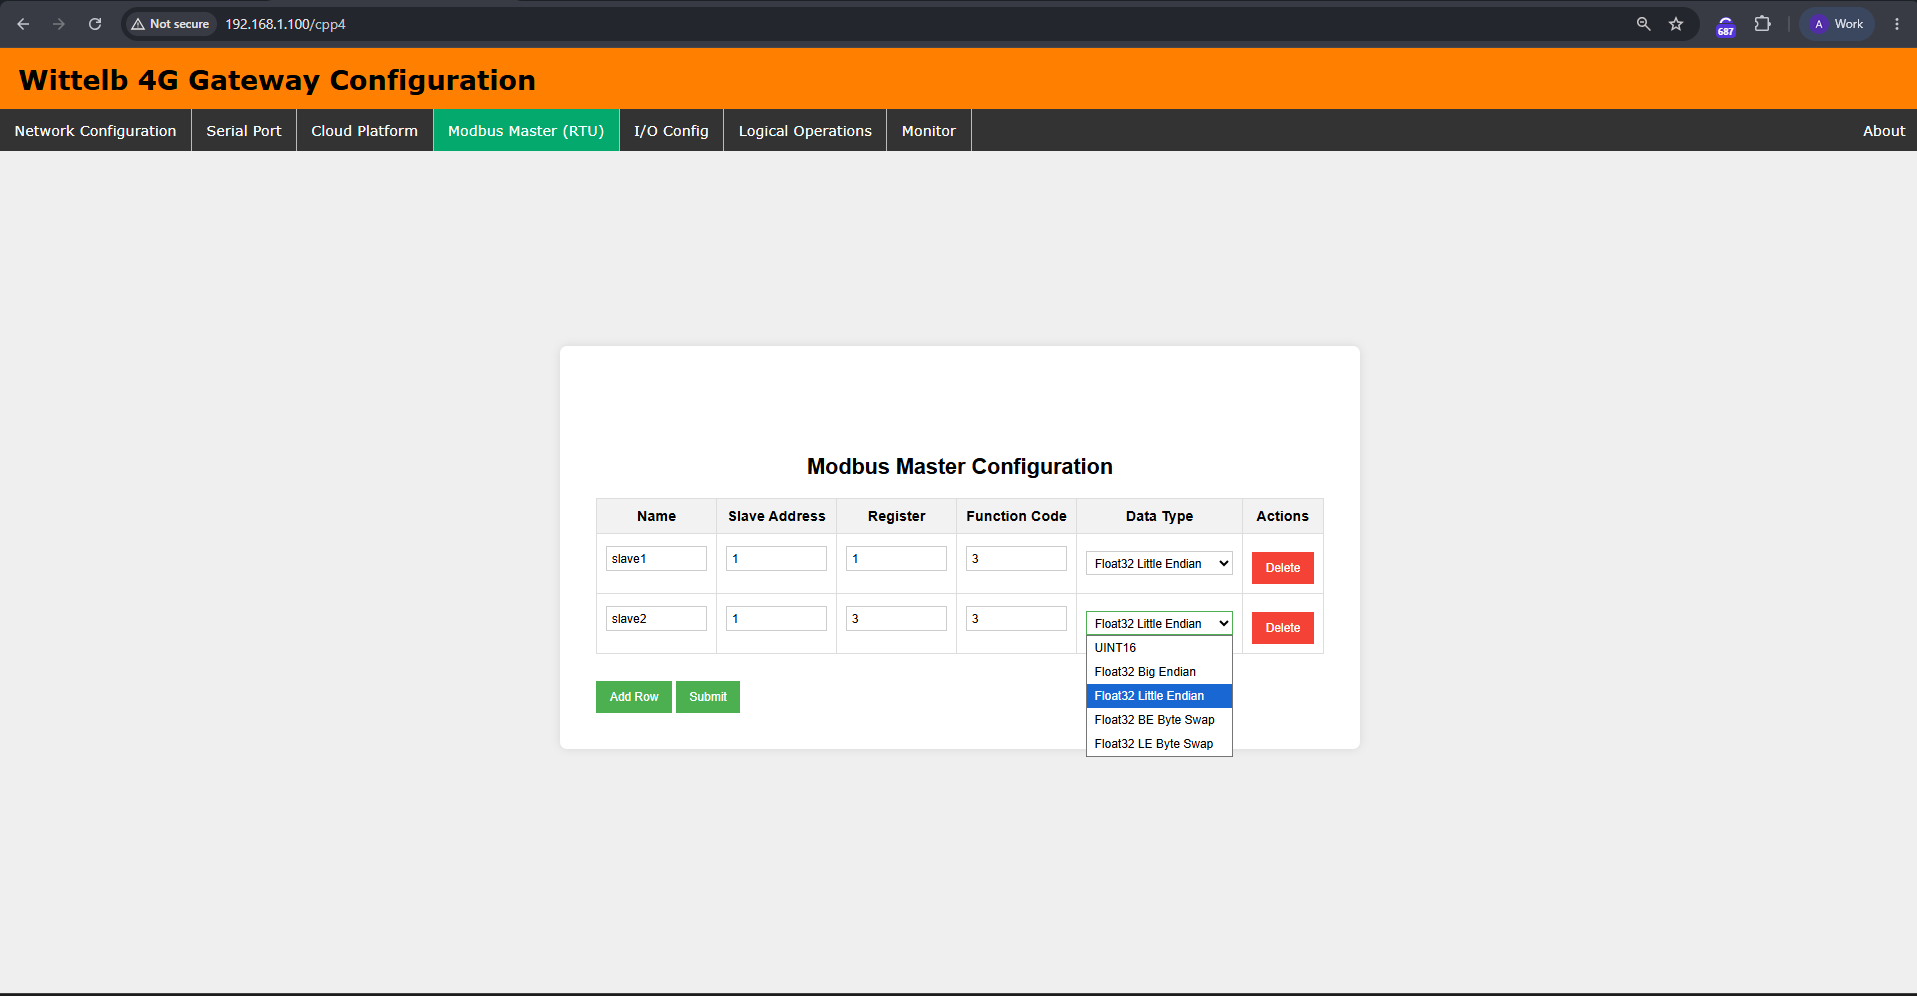 Not secure 192.168.1.100/cpp4 687 A Work
Wittelb 4G Gateway Configuration
Network Configuration Serial Port Cloud Platform Modbus Master (RTU) I/O Config Logical Operations Monitor About
Modbus Master Configuration
Name Slave Address Register Function Code Data Type Actions
slave1 1 1 3 Float32 Little Endian Delete
slave2 1 3 3 Float32 Little Endian Delete
UINT16
Float32 Big Endian
Float32 Little Endian
Float32 BE Byte Swap
Float32 LE Byte Swap
Add Row Submit